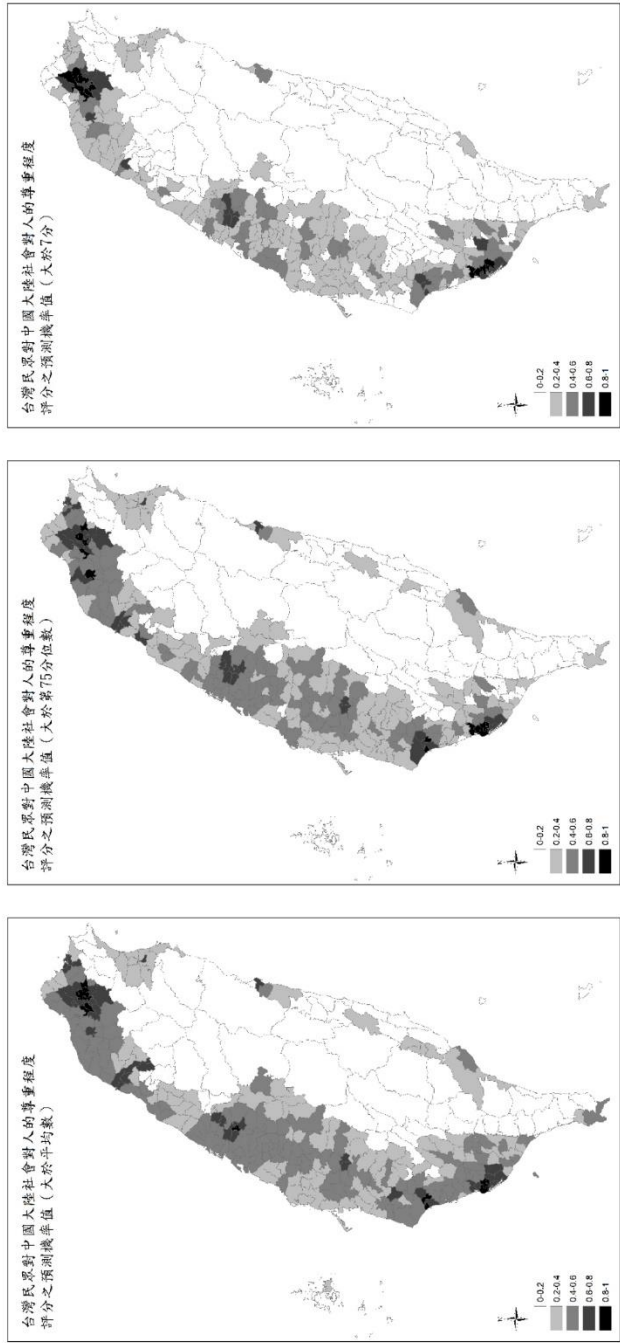 台灣民眾對中國大陸社會對人的尊重程度
評分之預測機率值（大於平均數）
N
0-0.2
0.2-0.4
0.4-0.6
0.6-0.8
0.8-1
台灣民眾對中國大陸社會對人的尊重程度
評分之預測機率值（大於第75分位數）
N
0-0.2
0.2-0.4
0.4-0.6
0.6-0.8
0.8-1
台灣民眾對中國大陸社會對人的尊重程度
評分之預測機率值（大於7分）
N
0-0.2
0.2-0.4
0.4-0.6
0.6-0.8
0.8-1